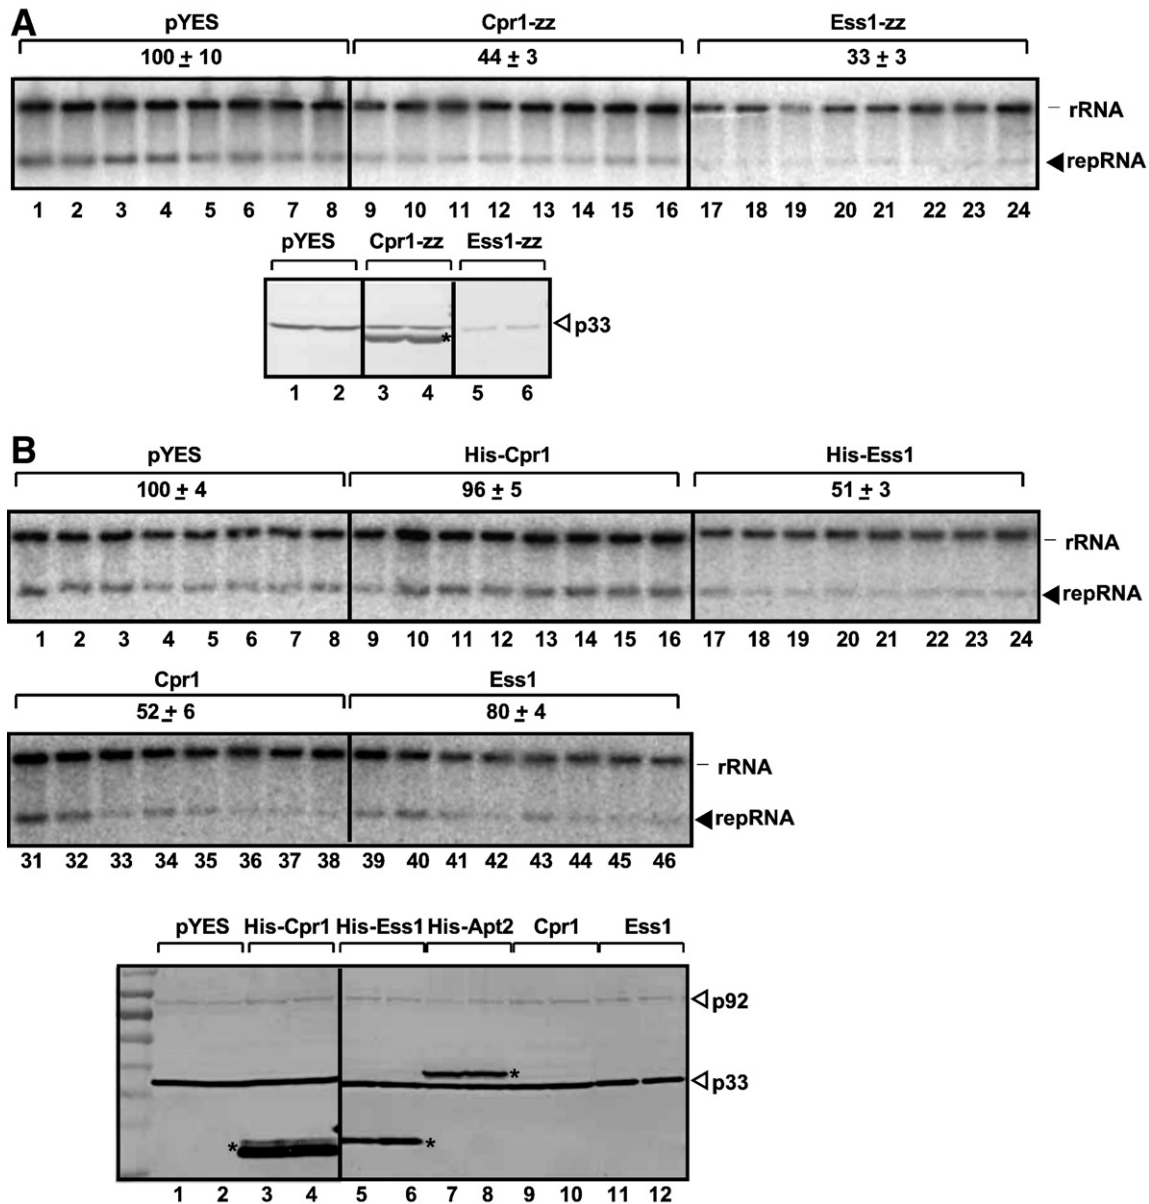 A
pYES Cpr1-zz Ess1-zz
100 ± 10 44 ± 3 33 ± 3
rRNA
repRNA
1 2 3 4 5 6 7 8 9 10 11 12 13 14 15 16 17 18 19 20 21 22 23 24
pYES Cpr1-zz Ess1-zz
p33
*
1 2 3 4 5 6
B
pYES His-Cpr1 His-Ess1
100 ± 4 96 ± 5 51 ± 3
rRNA
repRNA
1 2 3 4 5 6 7 8 9 10 11 12 13 14 15 16 17 18 19 20 21 22 23 24
Cpr1 Ess1
52 ± 6 80 ± 4
rRNA
repRNA
31 32 33 34 35 36 37 38 39 40 41 42 43 44 45 46
pYES His-Cpr1 His-Ess1 His-Apt2 Cpr1 Ess1
p92
* p33
* *
1 2 3 4 5 6 7 8 9 10 11 12